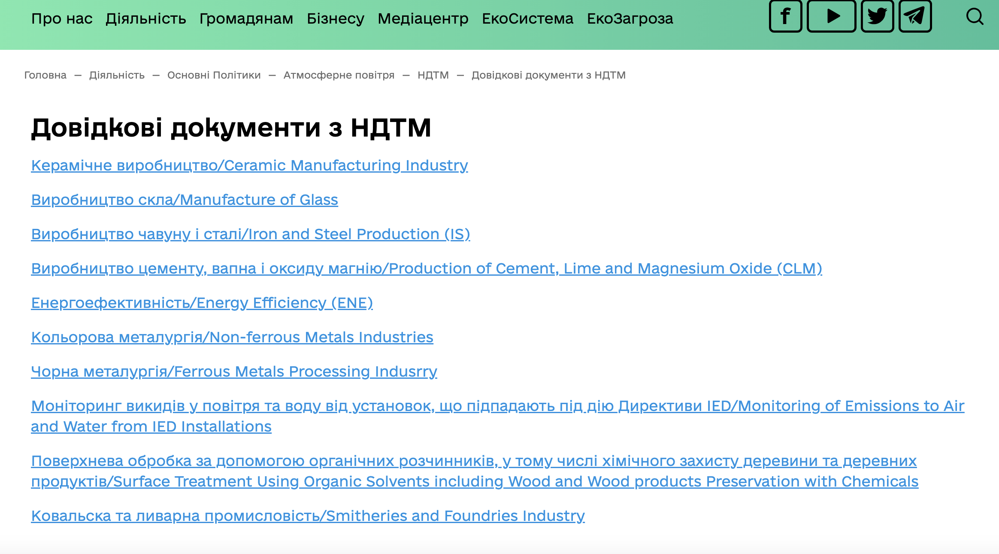 Про нас Діяльність Громадянам Бізнесу Медіацентр ЕкоСистема ЕкоЗагроза
Головна — Діяльність — Основні Політики — Атмосферне повітря — НДТМ — Довідкові документи з НДТМ
Довідкові документи з НДТМ
Керамічне виробництво/Ceramic Manufacturing Industry
Виробництво скла/Manufacture of Glass
Виробництво чавуну і сталі/Iron and Steel Production (IS)
Виробництво цементу, вапна і оксиду магнію/Production of Cement, Lime and Magnesium Oxide (CLM)
Енергоефективність/Energy Efficiency (ENE)
Кольорова металургія/Non-ferrous Metals Industries
Чорна металургія/Ferrous Metals Processing Indusrry
Моніторинг викидів у повітря та воду від установок, що підпадають під дію Директиви IED/Monitoring of Emissions to Air
and Water from IED Installations
Поверхнева обробка за допомогою органічних розчинників, у тому числі хімічного захисту деревини та деревних
продуктів/Surface Treatment Using Organic Solvents including Wood and Wood products Preservation with Chemicals
Ковальска та ливарна промисловість/Smitheries and Foundries Industry